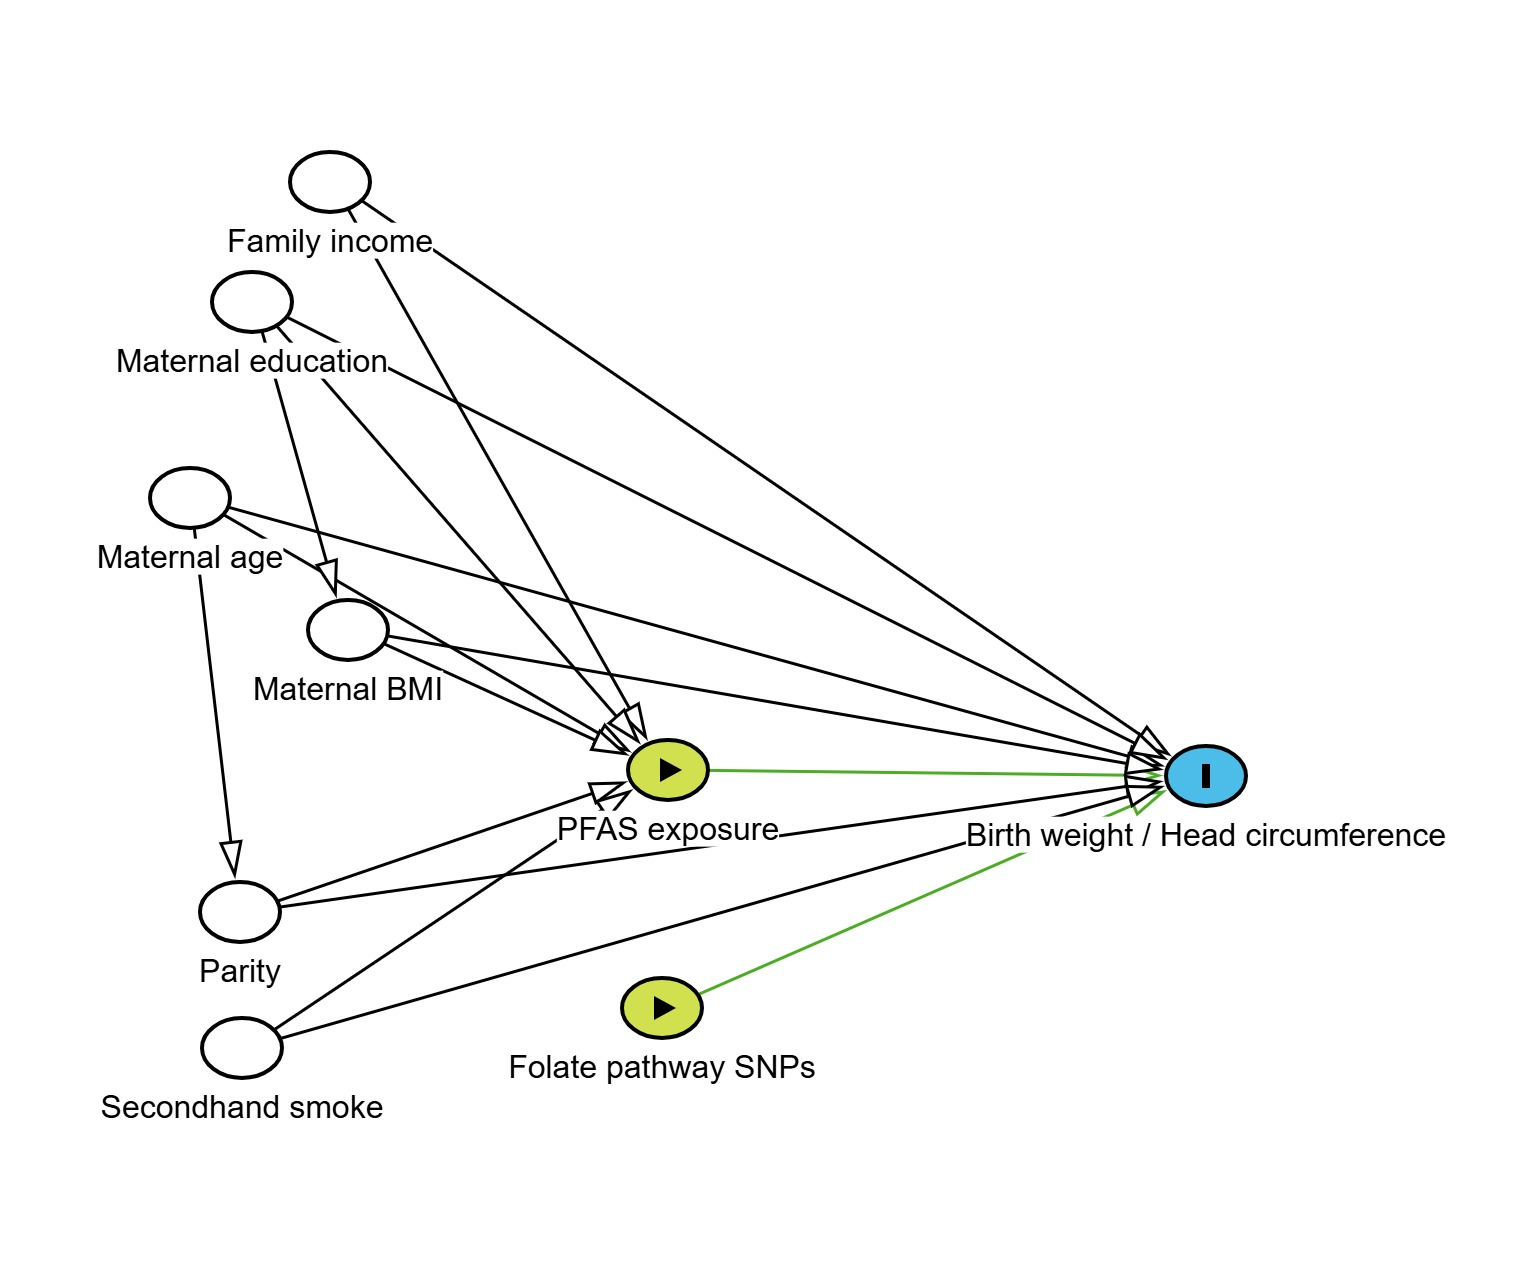 Family income
Maternal education
Maternal age
Maternal BMI
PFAS exposure
Birth weight / Head circumference
Parity
Folate pathway SNPs
Secondhand smoke